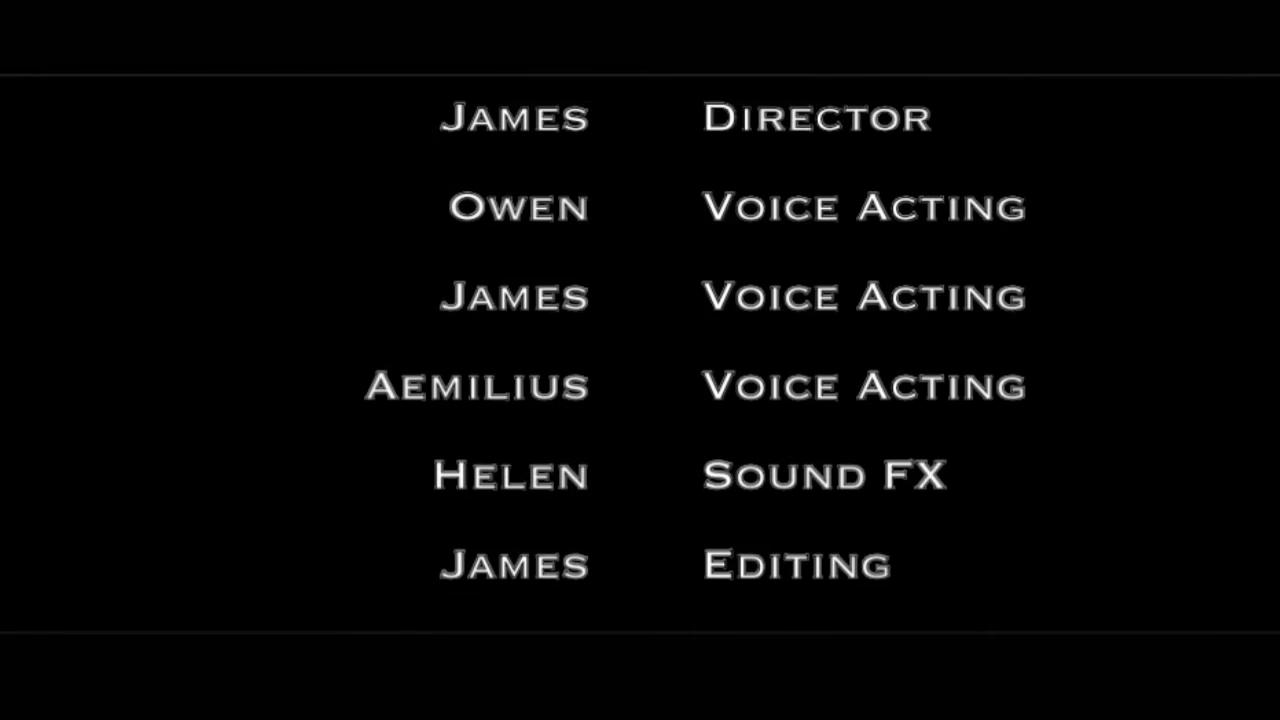 James Director
Owen Voice Acting
James Voice Acting
Aemilius Voice Acting
Helen Sound FX
James Editing